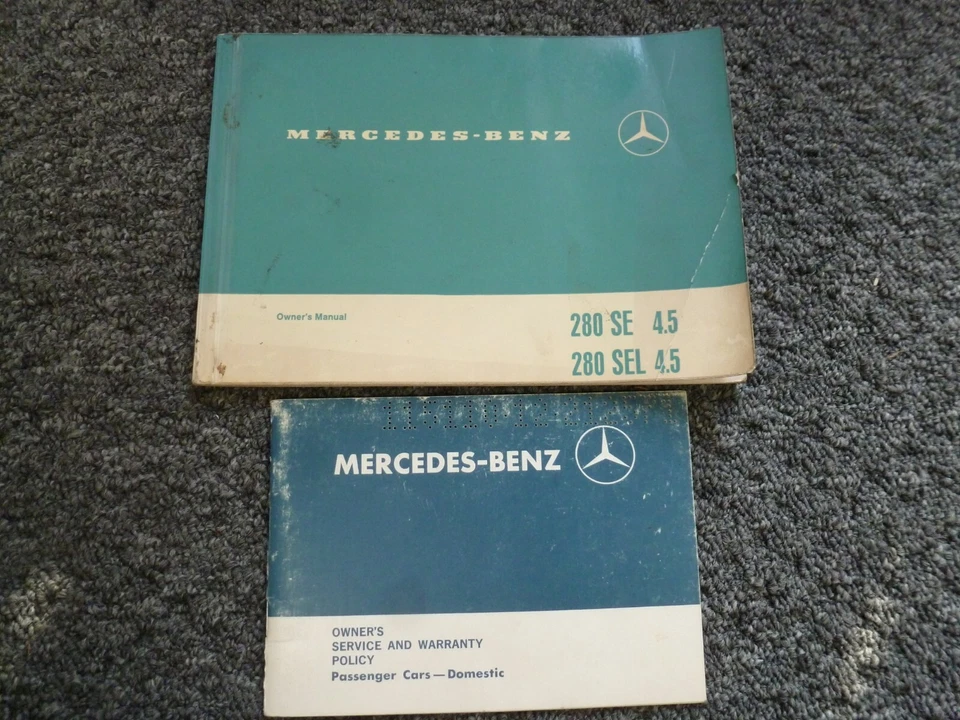 MERCEDES-BENZ
Owner's Manual
280 SE 4.5
280 SEL 4.5
MERCEDES-BENZ
OWNER'S
SERVICE AND WARRANTY
POLICY
Passenger Cars — Domestic